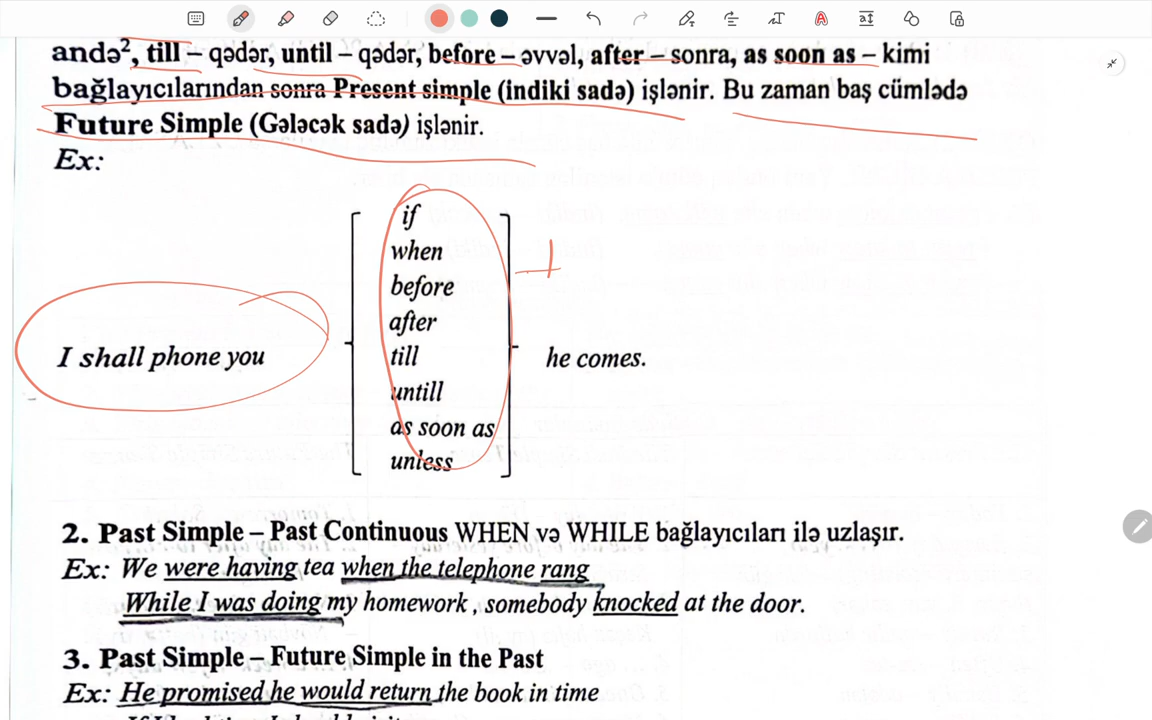 andə², till – qədər, until – qədər, before – əvvəl, after – sonra, as soon as – kimi
bağlayıcılarından sonra Present simple (indiki sadə) işlənir. Bu zaman baş cümlədə
Future Simple (Gələcək sadə) işlənir.
Ex:
if
when
before
after
I shall phone you till he comes.
untill
as soon as
unless
2. Past Simple – Past Continuous WHEN və WHILE bağlayıcıları ilə uzlaşır.
Ex: We were having tea when the telephone rang
While I was doing my homework, somebody knocked at the door.
3. Past Simple – Future Simple in the Past
Ex: He promised he would return the book in time